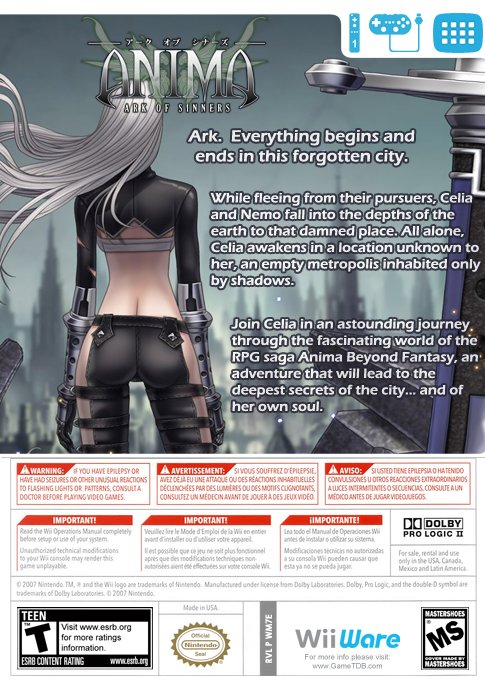 1
アーク オブ シナーズ
ANIMA
ARK OF SINNERS
Ark. Everything begins and
ends in this forgotten city.
While fleeing from their pursuers, Celia
and Nemo fall into the depths of the
earth to that damned place. All alone,
Celia awakens in a location unknown to
her, an empty metropolis inhabited only
by shadows.
Join Celia in an astounding journey
through the fascinating world of the
RPG saga Anima Beyond Fantasy, an
adventure that will lead to the
deepest secrets of the city... and of
her own soul.
WARNING: IF YOU HAVE EPILEPSY OR
HAVE HAD SEIZURES OR OTHER UNUSUAL REACTIONS
TO FLASHING LIGHTS OR PATTERNS, CONSULT A
DOCTOR BEFORE PLAYING VIDEO GAMES.
AVERTISSEMENT: SI VOUS SOUFFREZ D'ÉPILEPSIE,
AVEZ DÉJÀ EU UNE ATTAQUE OU DES RÉACTIONS INHABITUELLES
DÉCLENCHÉES PAR DES LUMIÈRES OU DES MOTIFS CLIGNOTANTS,
CONSULTEZ UN MÉDECIN AVANT DE JOUER À DES JEUX VIDÉO.
AVISO: SI USTED TIENE EPILEPSIA O HA TENIDO
CONVULSIONES U OTROS REACCIONES EXTRAORDINARIOS
A LUCES INTERMITENTES O SECUENCIAS, CONSULTE A UN
MÉDICO ANTES DE JUGAR VIDEOJUEGOS.
IMPORTANT!
Read the Wii Operations Manual completely
before setup or use of your system.
Unauthorized technical modifications
to your Wii console may render this
game unplayable.
IMPORTANT!
Veuillez lire le Mode d'Emploi de la Wii en entier
avant d'installer ou d'utiliser votre appareil.
Il est possible que ce jeu ne soit plus fonctionnel
après que des modifications techniques non-
autorisées aient été effectuées sur votre console Wii.
¡IMPORTANTE!
Lea todo el Manual de Operaciones Wii
antes de instalar o utilizar su sistema.
Modificaciones técnicas no autorizadas
a su consola Wii pueden causar que
esta ya no se pueda jugar.
DOLBY
PRO LOGIC II
For sale, rental and use
only in the USA, Canada,
Mexico and Latin America.
© 2007 Nintendo. TM, ® and the Wii logo are trademarks of Nintendo. Manufactured under license from Dolby Laboratories. Dolby, Pro Logic, and the double-D symbol are
trademarks of Dolby Laboratories. © 2007 Nintendo.
TEEN
T
Visit www.esrb.org
for more ratings
information.
ESRB CONTENT RATING www.esrb.org
Made in USA.
Official
Nintendo
Seal
RVL P WM7E
WiiWare
For more info please visit:
www.GameTDB.com
MASTERSHOES
MS
COVER MADE BY
MASTERSHOES